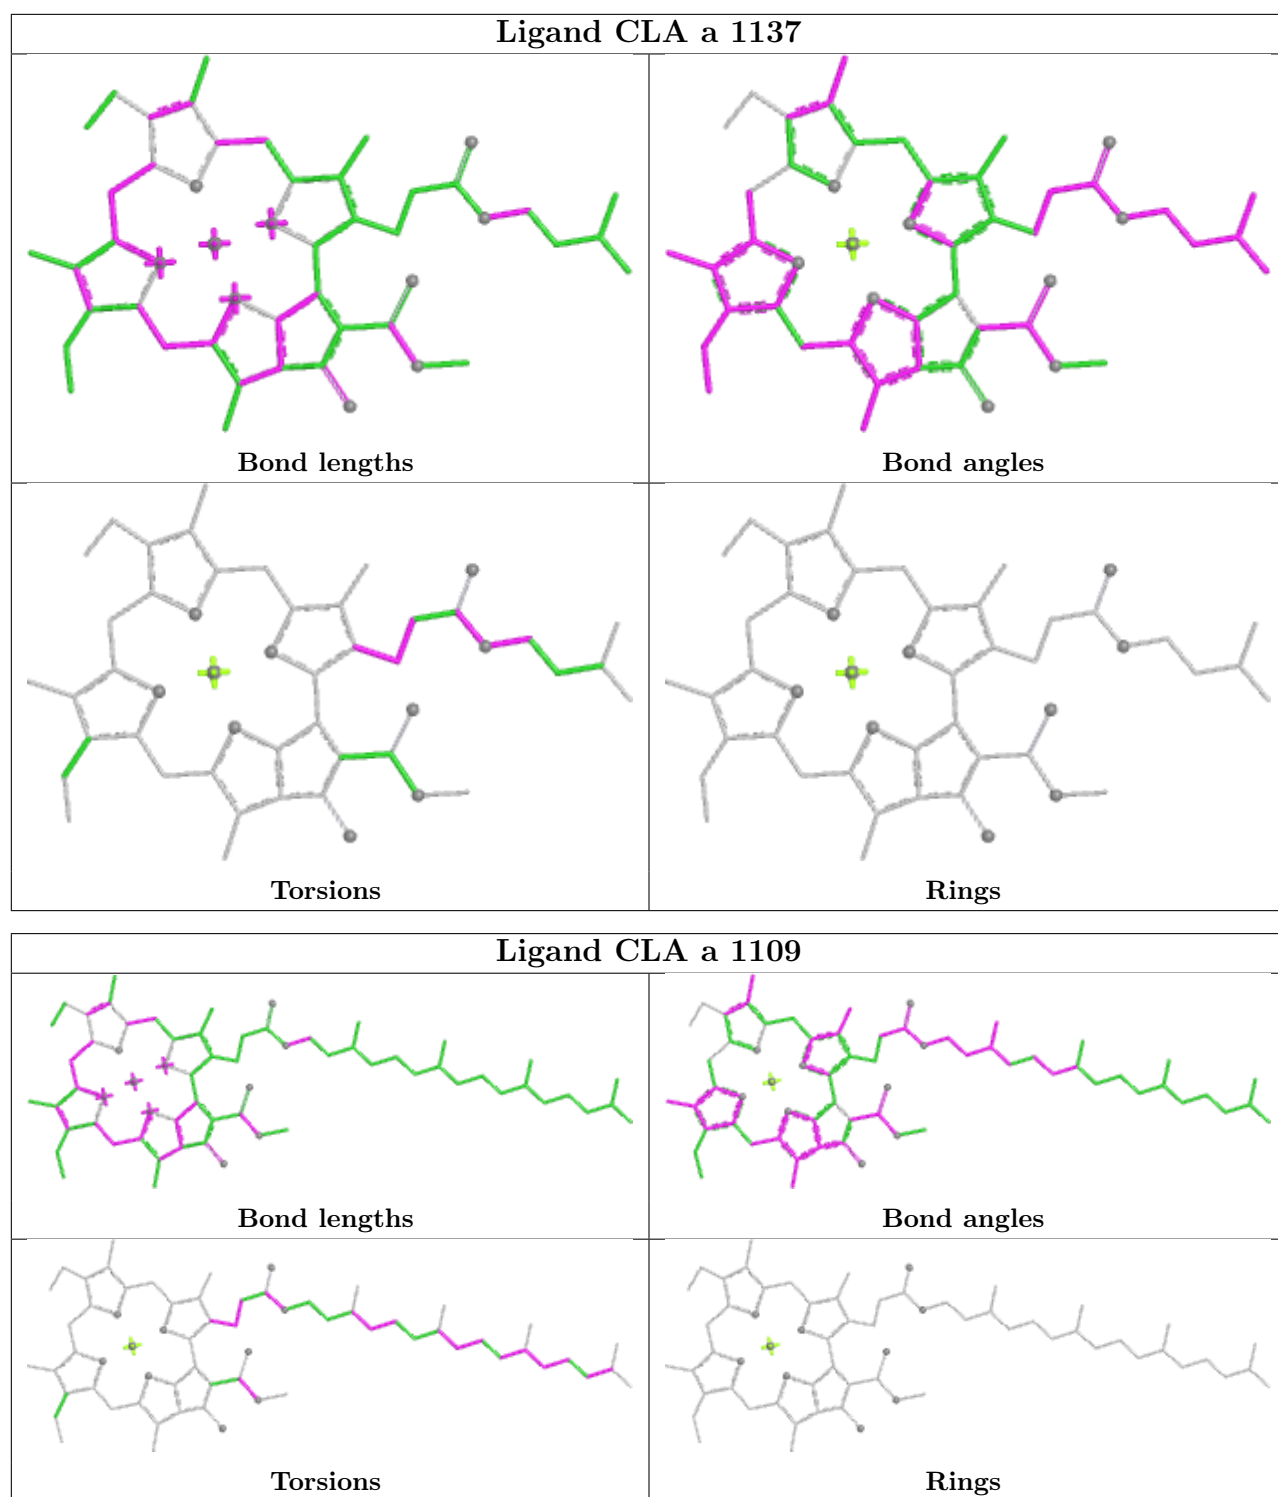 Ligand CLA a 1137
Bond lengths
Bond angles
Torsions
Rings
Ligand CLA a 1109
Bond lengths
Bond angles
Torsions
Rings